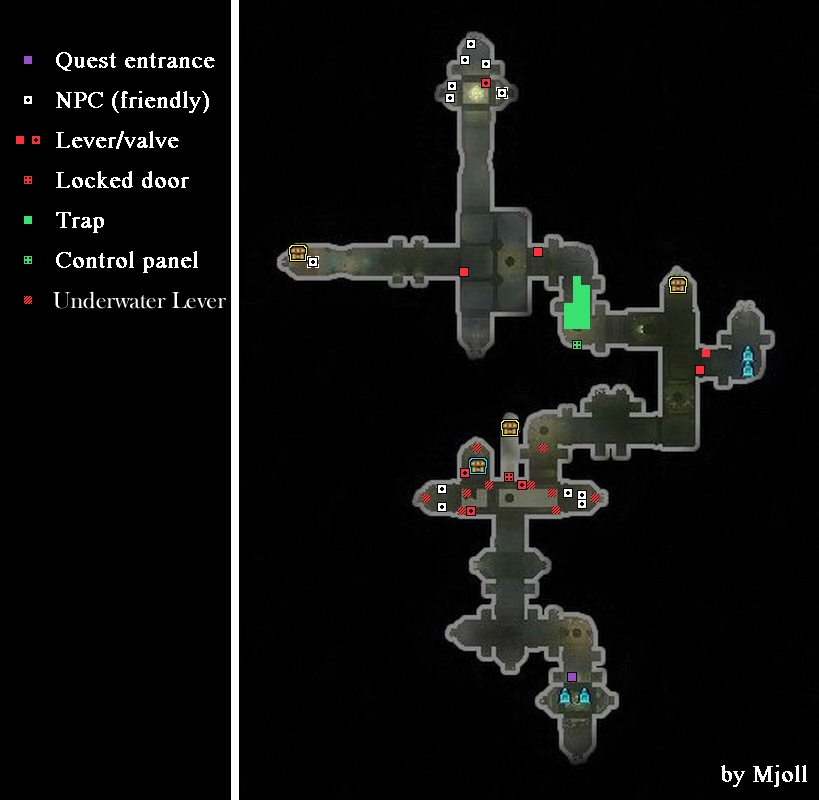 Quest entrance
NPC (friendly)
Lever/valve
Locked door
Trap
Control panel
Underwater Lever
by Mjoll